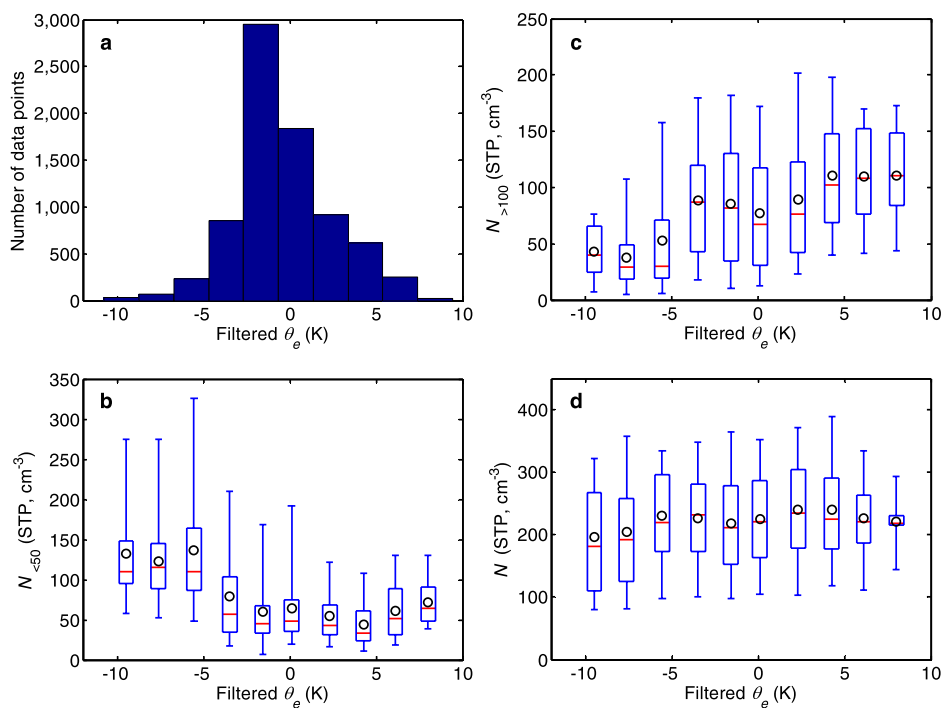 a
3,000
2,500
2,000
1,500
1,000
500
0
Number of data points
-10 -5 0 5 10
Filtered θe (K)
c
250
200
150
100
50
0
N >100 (STP, cm-3)
-10 -5 0 5 10
Filtered θe (K)
b
350
300
250
200
150
100
50
0
N <50 (STP, cm-3)
-10 -5 0 5 10
Filtered θe (K)
d
400
300
200
100
0
N (STP, cm-3)
-10 -5 0 5 10
Filtered θe (K)